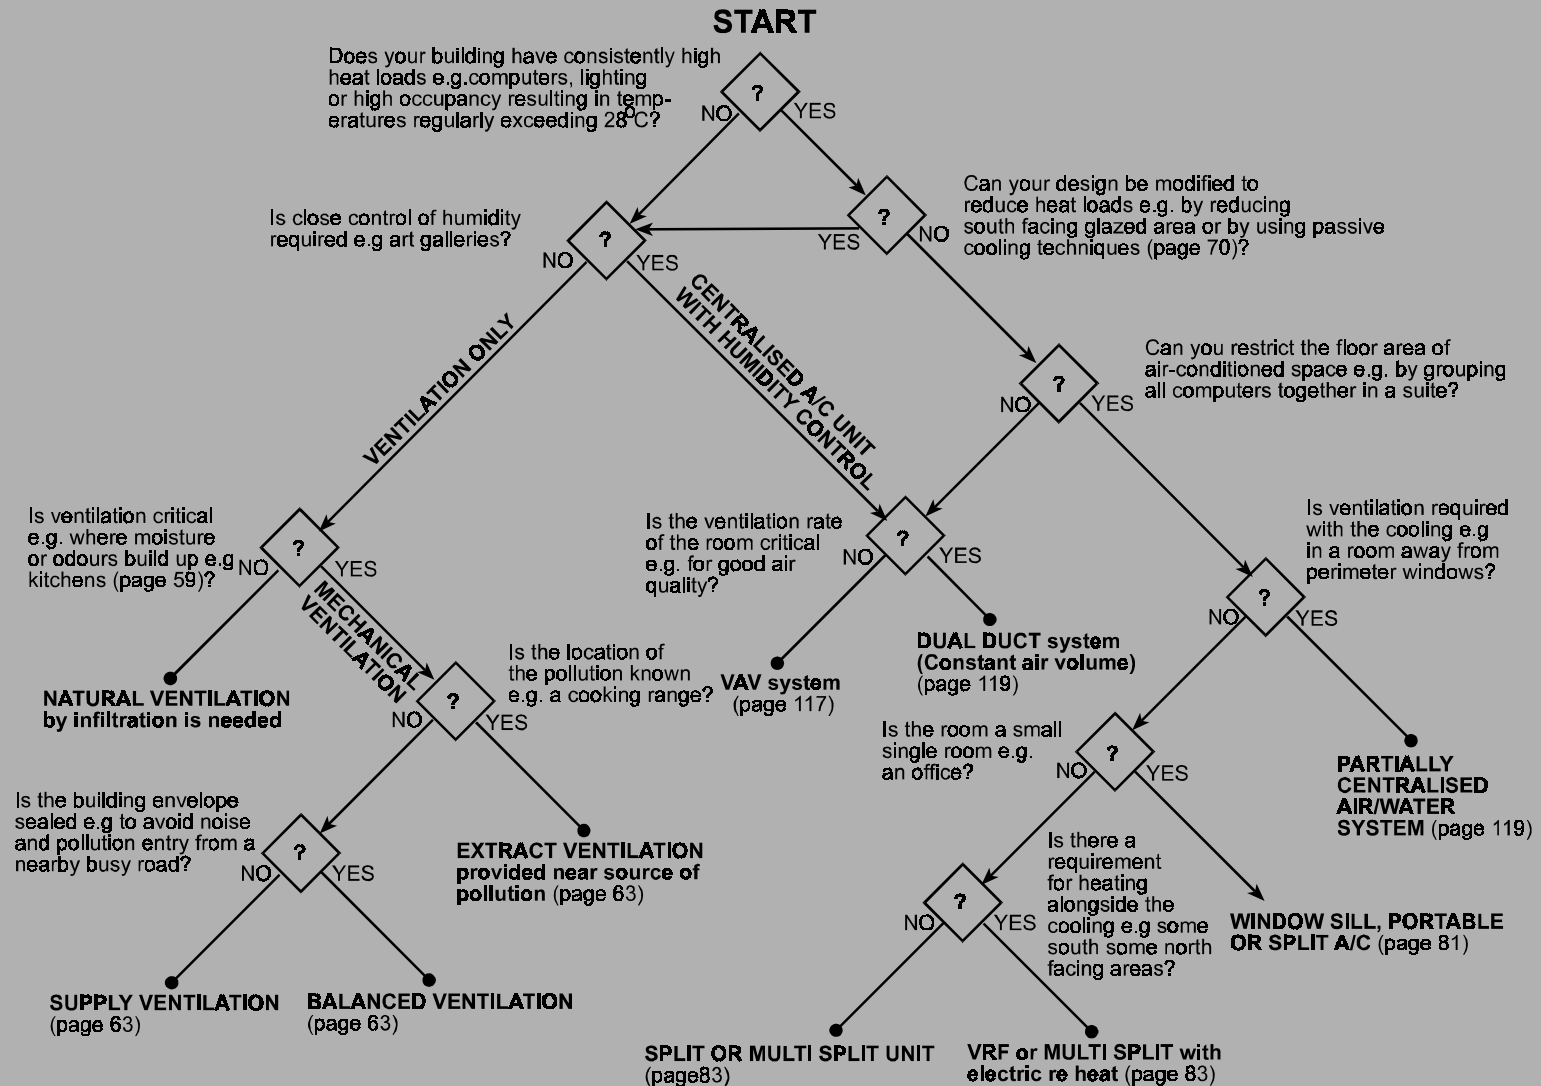 START
Does your building have consistently high
heat loads e.g.computers, lighting
or high occupancy resulting in temp-
eratures regularly exceeding 28°C?
?
NO
YES
Can your design be modified to
reduce heat loads e.g. by reducing
south facing glazed area or by using passive
cooling techniques (page 70)?
?
YES
NO
Is close control of humidity
required e.g art galleries?
?
NO
YES
VENTILATION ONLY
CENTRALISED A/C UNIT
WITH HUMIDITY CONTROL
Can you restrict the floor area of
air-conditioned space e.g. by grouping
all computers together in a suite?
?
NO
YES
Is ventilation critical
e.g. where moisture
or odours build up e.g
kitchens (page 59)?
?
NO
YES
MECHANICAL
VENTILATION
Is the ventilation rate
of the room critical
e.g. for good air
quality?
?
NO
YES
Is ventilation required
with the cooling e.g
in a room away from
perimeter windows?
?
NO
YES
NATURAL VENTILATION
by infiltration is needed
Is the location of
the pollution known
e.g. a cooking range?
?
NO
YES
VAV system
(page 117)
DUAL DUCT system
(Constant air volume)
(page 119)
Is the room a small
single room e.g.
an office?
?
NO
YES
PARTIALLY
CENTRALISED
AIR/WATER
SYSTEM (page 119)
Is the building envelope
sealed e.g to avoid noise
and pollution entry from a
nearby busy road?
?
NO
YES
EXTRACT VENTILATION
provided near source of
pollution (page 63)
Is there a
requirement
for heating
alongside the
cooling e.g some
south some north
facing areas?
?
NO
YES
WINDOW SILL, PORTABLE
OR SPLIT A/C (page 81)
SUPPLY VENTILATION
(page 63)
BALANCED VENTILATION
(page 63)
SPLIT OR MULTI SPLIT UNIT
(page83)
VRF or MULTI SPLIT with
electric re heat (page 83)